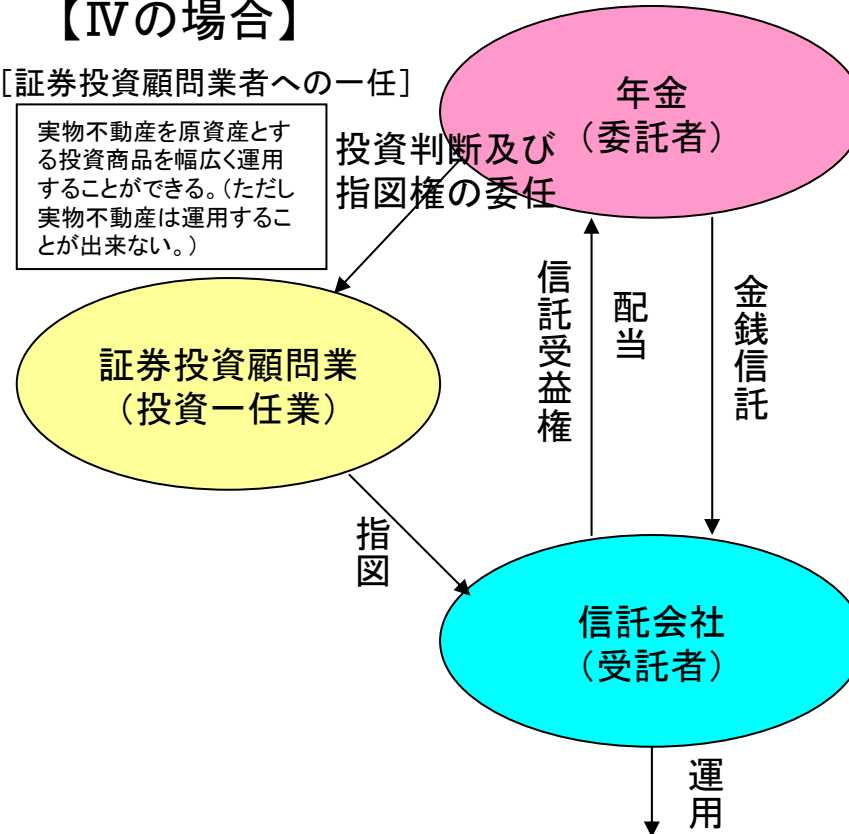 【Ⅳの場合】
［証券投資顧問業者への一任］
実物不動産を原資産とす
る投資商品を幅広く運用
することができる。（ただし
実物不動産は運用するこ
とが出来ない。）
投資判断及び
指図権の委任
年金
（委託者）
証券投資顧問業
（投資一任業）
信託受益権
配当
金銭信託
指図
信託会社
（受託者）
運用